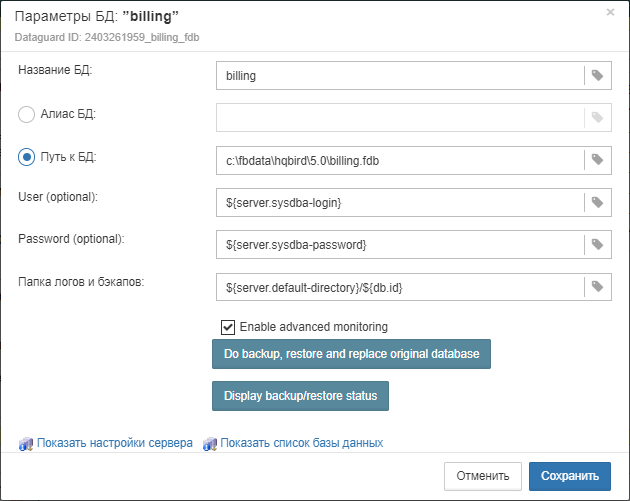 Параметры БД: ”billing”
×
Dataguard ID: 2403261959_billing_fdb
Название БД:
billing
Алиас БД:
Путь к БД:
c:\fbdata\hqbird\5.0\billing.fdb
User (optional):
${server.sysdba-login}
Password (optional):
${server.sysdba-password}
Папка логов и бэкапов:
${server.default-directory}/${db.id}
Enable advanced monitoring
Do backup, restore and replace original database
Display backup/restore status
Показать настройки сервера Показать список базы данных
Отменить Сохранить